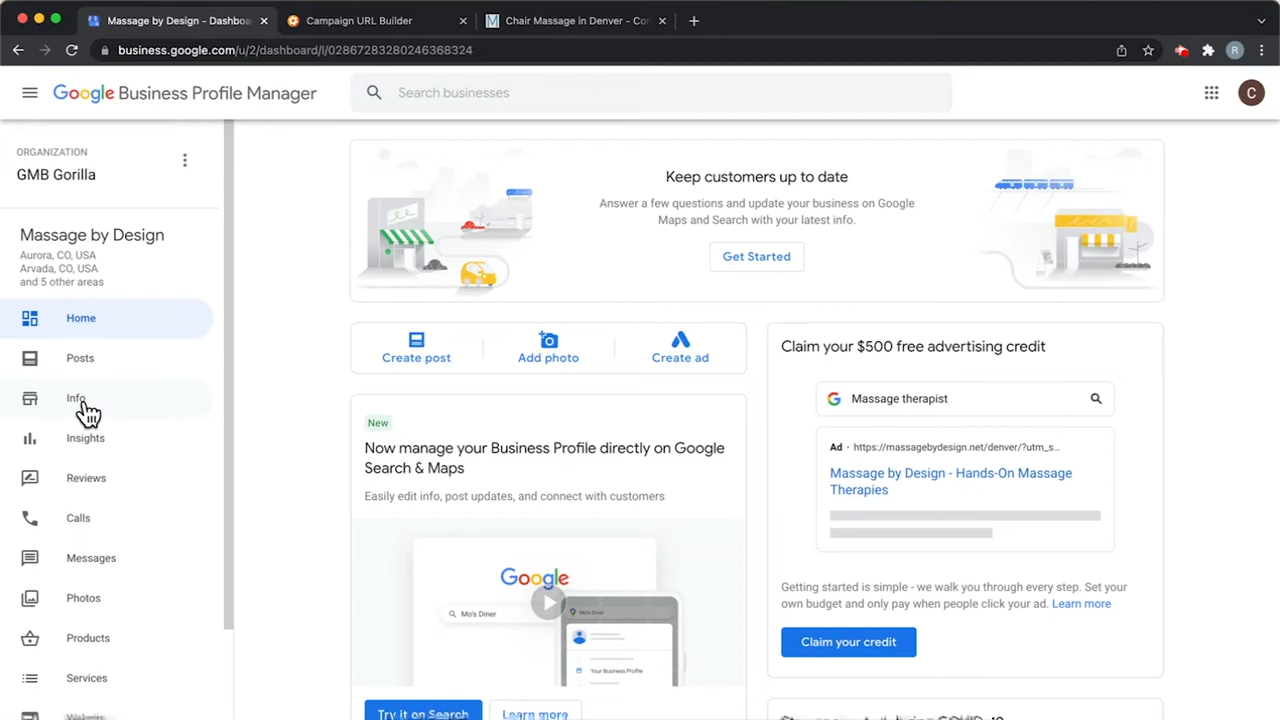 Massage by Design - Dashboa
Campaign URL Builder
Chair Massage in Denver - Cor
business.google.com/u/2/dashboard/l/02867283280246368324
R
Google Business Profile Manager
Search businesses
C
ORGANIZATION
GMB Gorilla
Massage by Design
Aurora, CO, USA
Arvada, CO, USA
and 5 other areas
Home
Posts
Info
Insights
Reviews
Calls
Messages
Photos
Products
Services
Website
Keep customers up to date
Answer a few questions and update your business on Google
Maps and Search with your latest info.
Get Started
Create post
Add photo
Create ad
New
Now manage your Business Profile directly on Google
Search & Maps
Easily edit info, post updates, and connect with customers
Google
Mo's Diner
Mo's Diner
Your Business Profile
Try it on Search
Learn more
Claim your $500 free advertising credit
Massage therapist
Ad · https://massagebydesign.net/denver/?utm_s...
Massage by Design - Hands-On Massage
Therapies
Getting started is simple - we walk you through every step. Set your
own budget and only pay when people click your ad. Learn more
Claim your credit